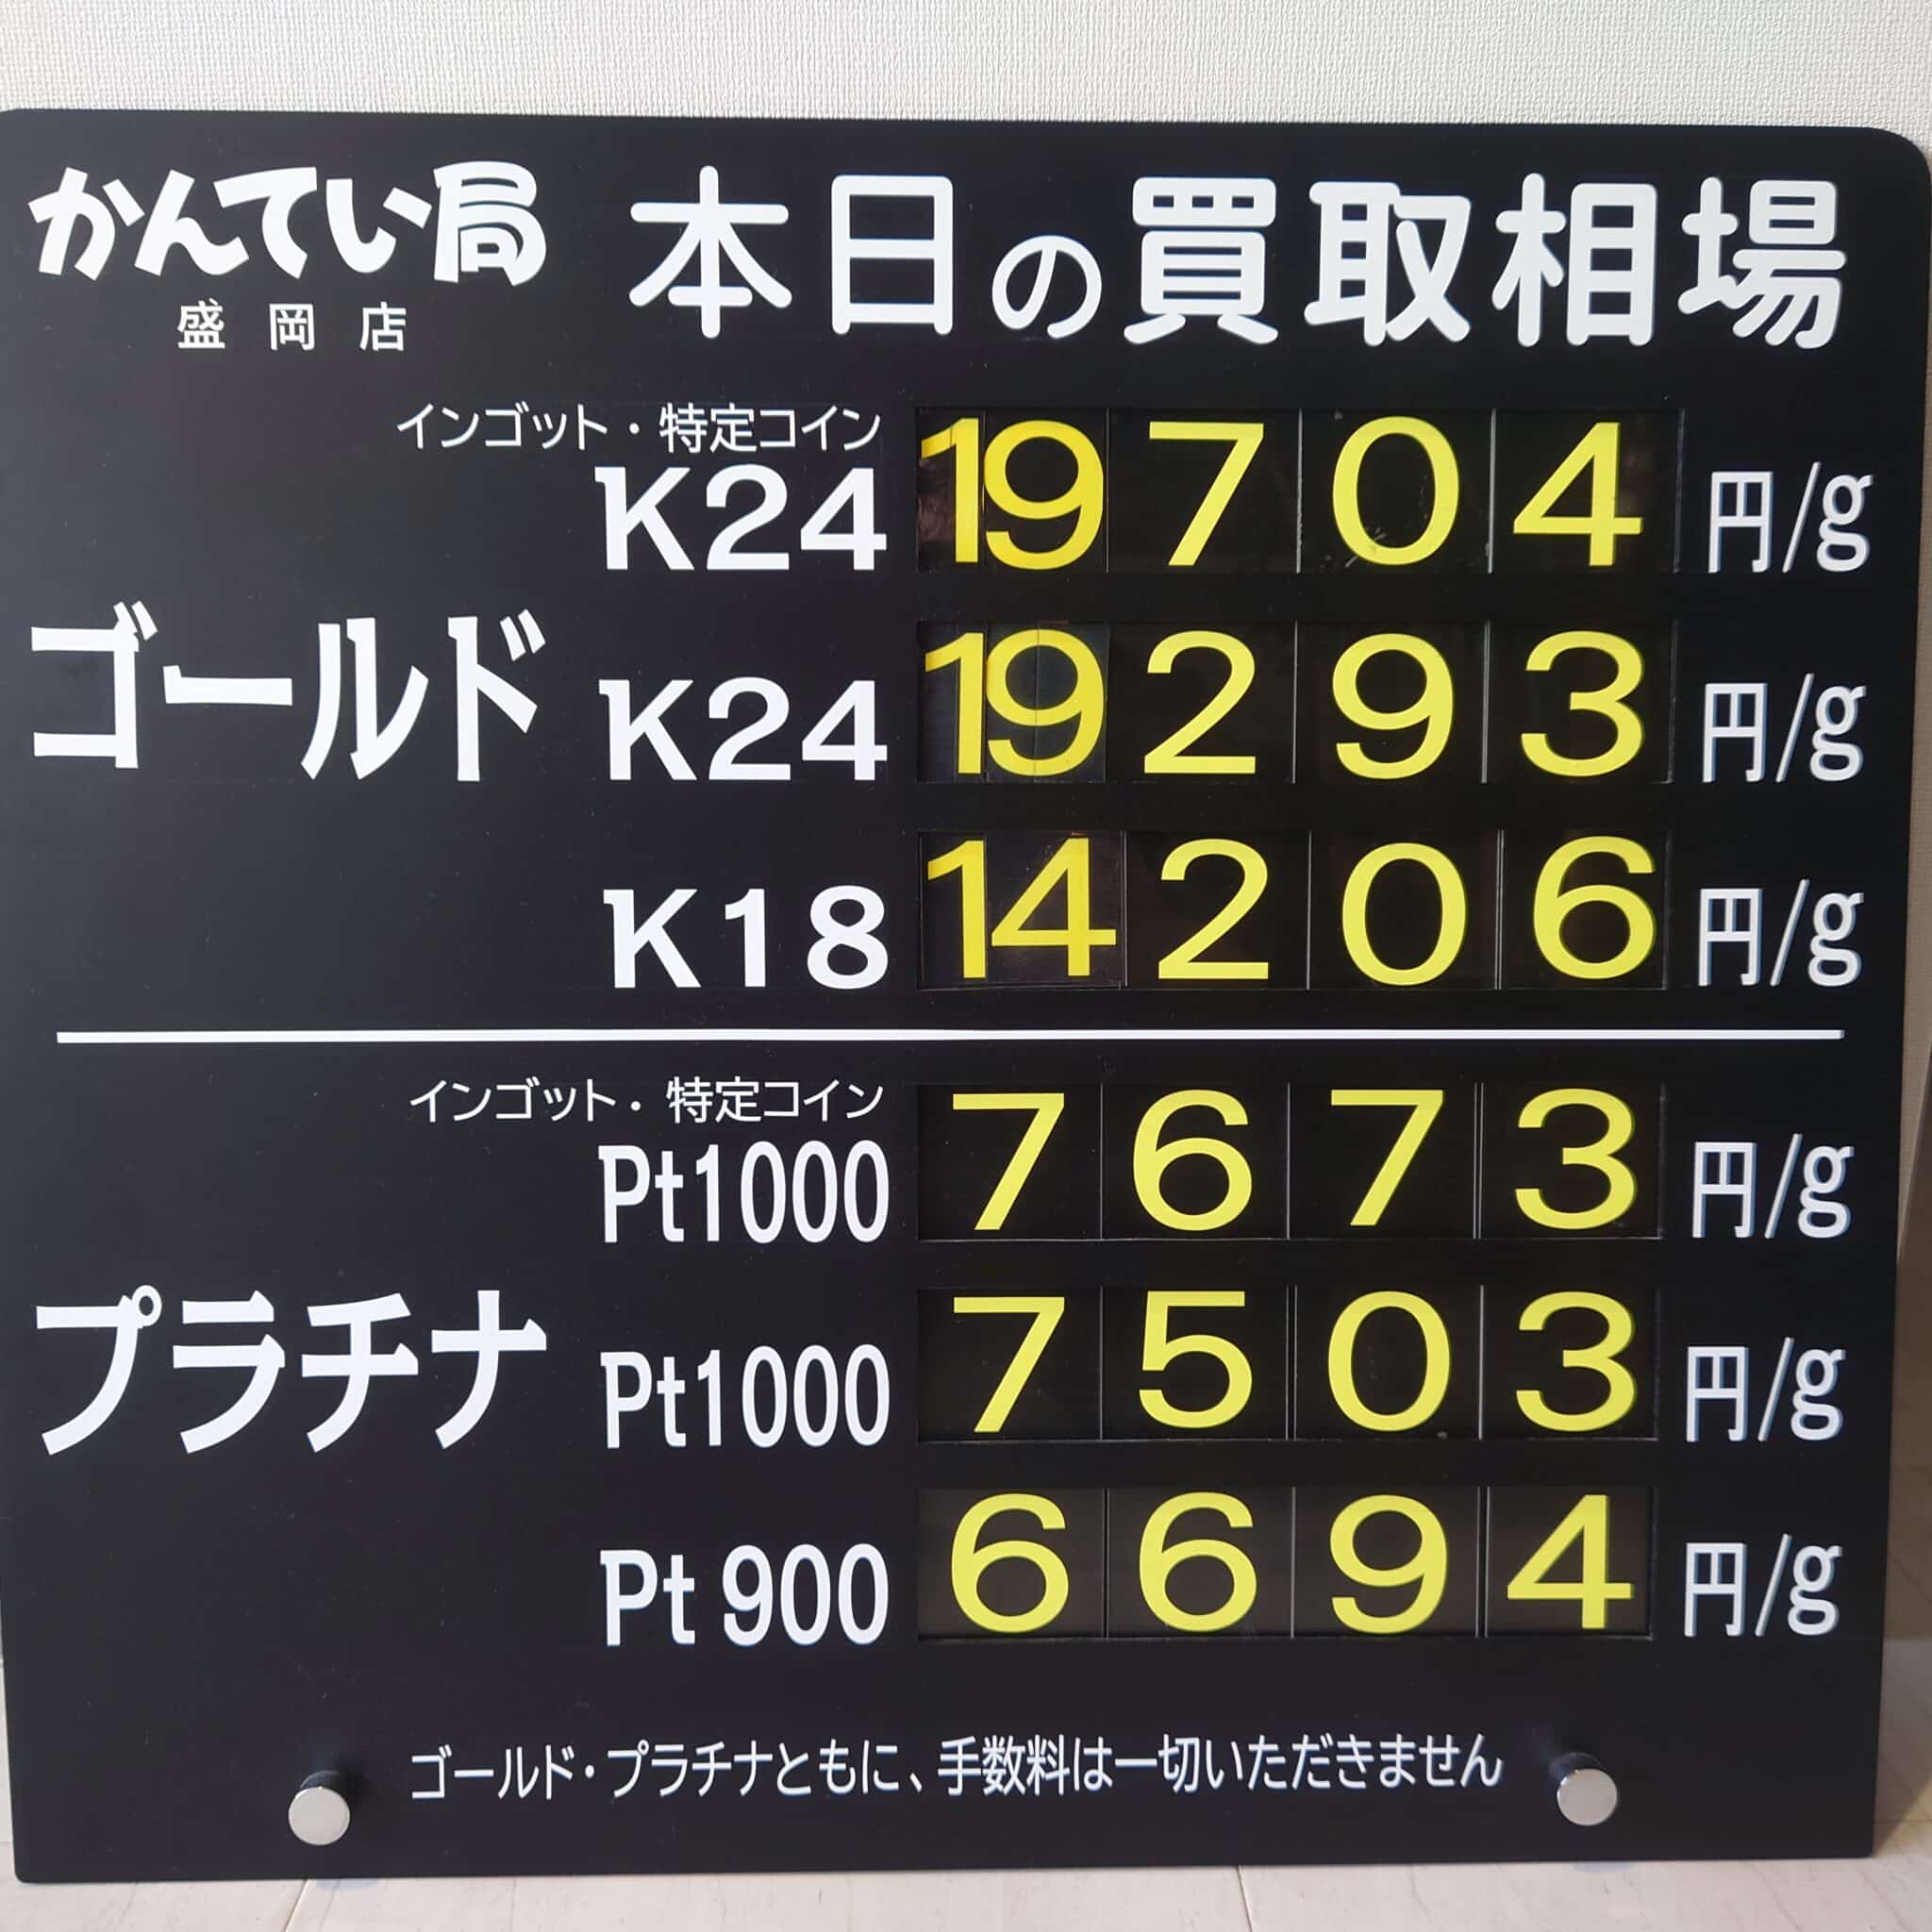 かんてい局 本日の買取相場
盛岡店
インゴット・特定コイン
K24 19704 円/g
ゴールド K24 19293 円/g
K18 14206 円/g
インゴット・特定コイン
Pt1000 7673 円/g
プラチナ Pt1000 7503 円/g
Pt900 6694 円/g
ゴールド・プラチナともに、手数料は一切いただきません